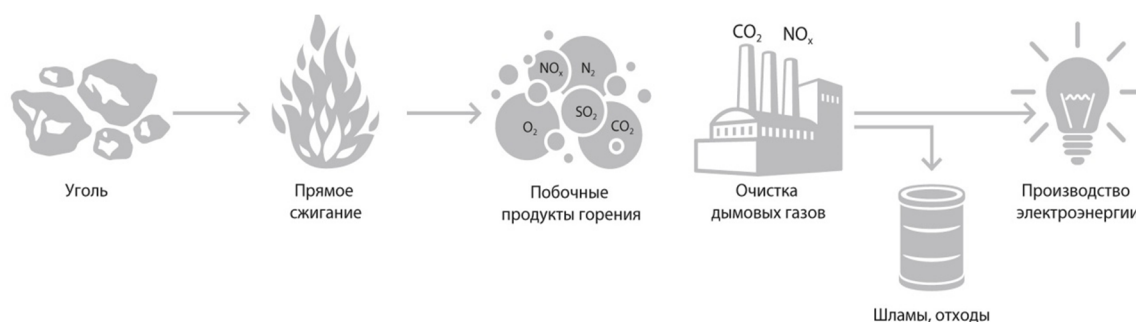 CO₂ NOₓ
NOₓ N₂
SO₂
O₂ CO₂
Уголь
Прямое
сжигание
Побочные
продукты горения
Очистка
дымовых газов
Производство
электроэнергии
Шламы, отходы